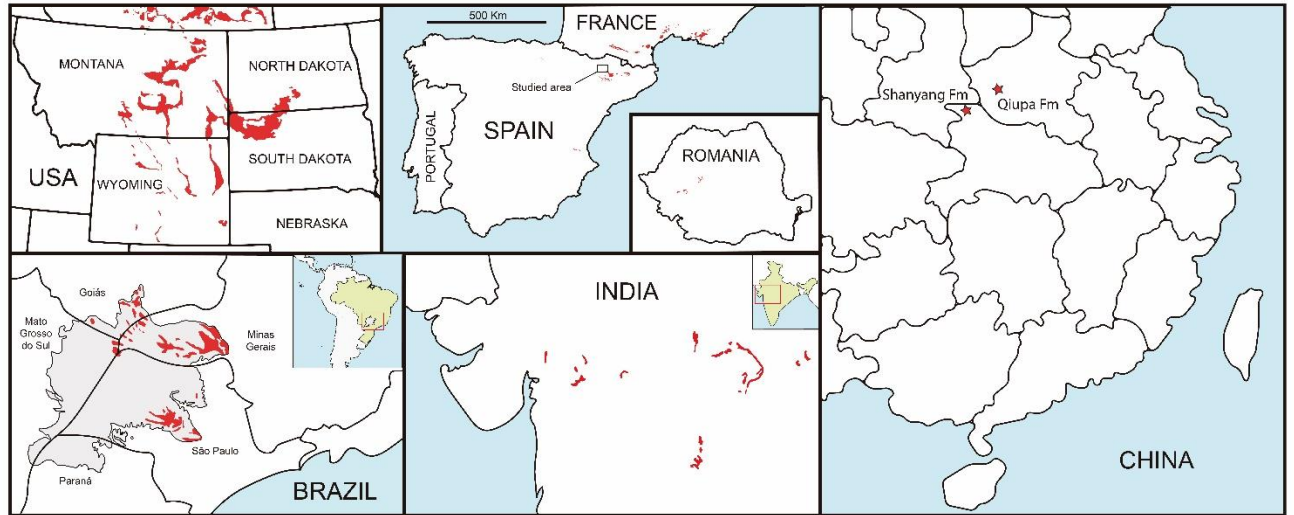 MONTANA
NORTH DAKOTA
SOUTH DAKOTA
USA
WYOMING
NEBRASKA
500 Km
FRANCE
Studied area
SPAIN
PORTUGAL
ROMANIA
Shanyang Fm
Qiupa Fm
CHINA
Goiás
Mato
Grosso
do Sul
Minas
Gerais
São Paulo
Paranã
BRAZIL
INDIA